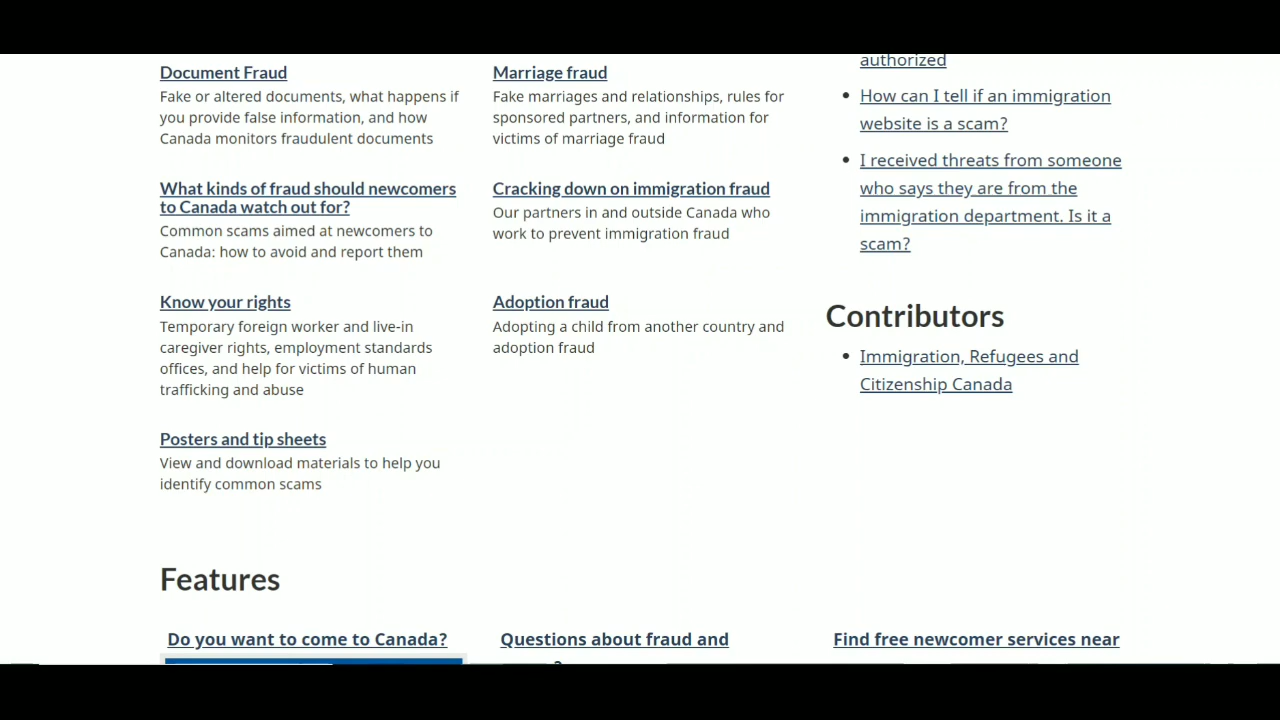 Document Fraud
Fake or altered documents, what happens if
you provide false information, and how
Canada monitors fraudulent documents
Marriage fraud
Fake marriages and relationships, rules for
sponsored partners, and information for
victims of marriage fraud
What kinds of fraud should newcomers
to Canada watch out for?
Common scams aimed at newcomers to
Canada: how to avoid and report them
Cracking down on immigration fraud
Our partners in and outside Canada who
work to prevent immigration fraud
Know your rights
Temporary foreign worker and live-in
caregiver rights, employment standards
offices, and help for victims of human
trafficking and abuse
Adoption fraud
Adopting a child from another country and
adoption fraud
Posters and tip sheets
View and download materials to help you
identify common scams
authorized
• How can I tell if an immigration
website is a scam?
• I received threats from someone
who says they are from the
immigration department. Is it a
scam?
Contributors
• Immigration, Refugees and
Citizenship Canada
Features
Do you want to come to Canada?
Questions about fraud and
Find free newcomer services near